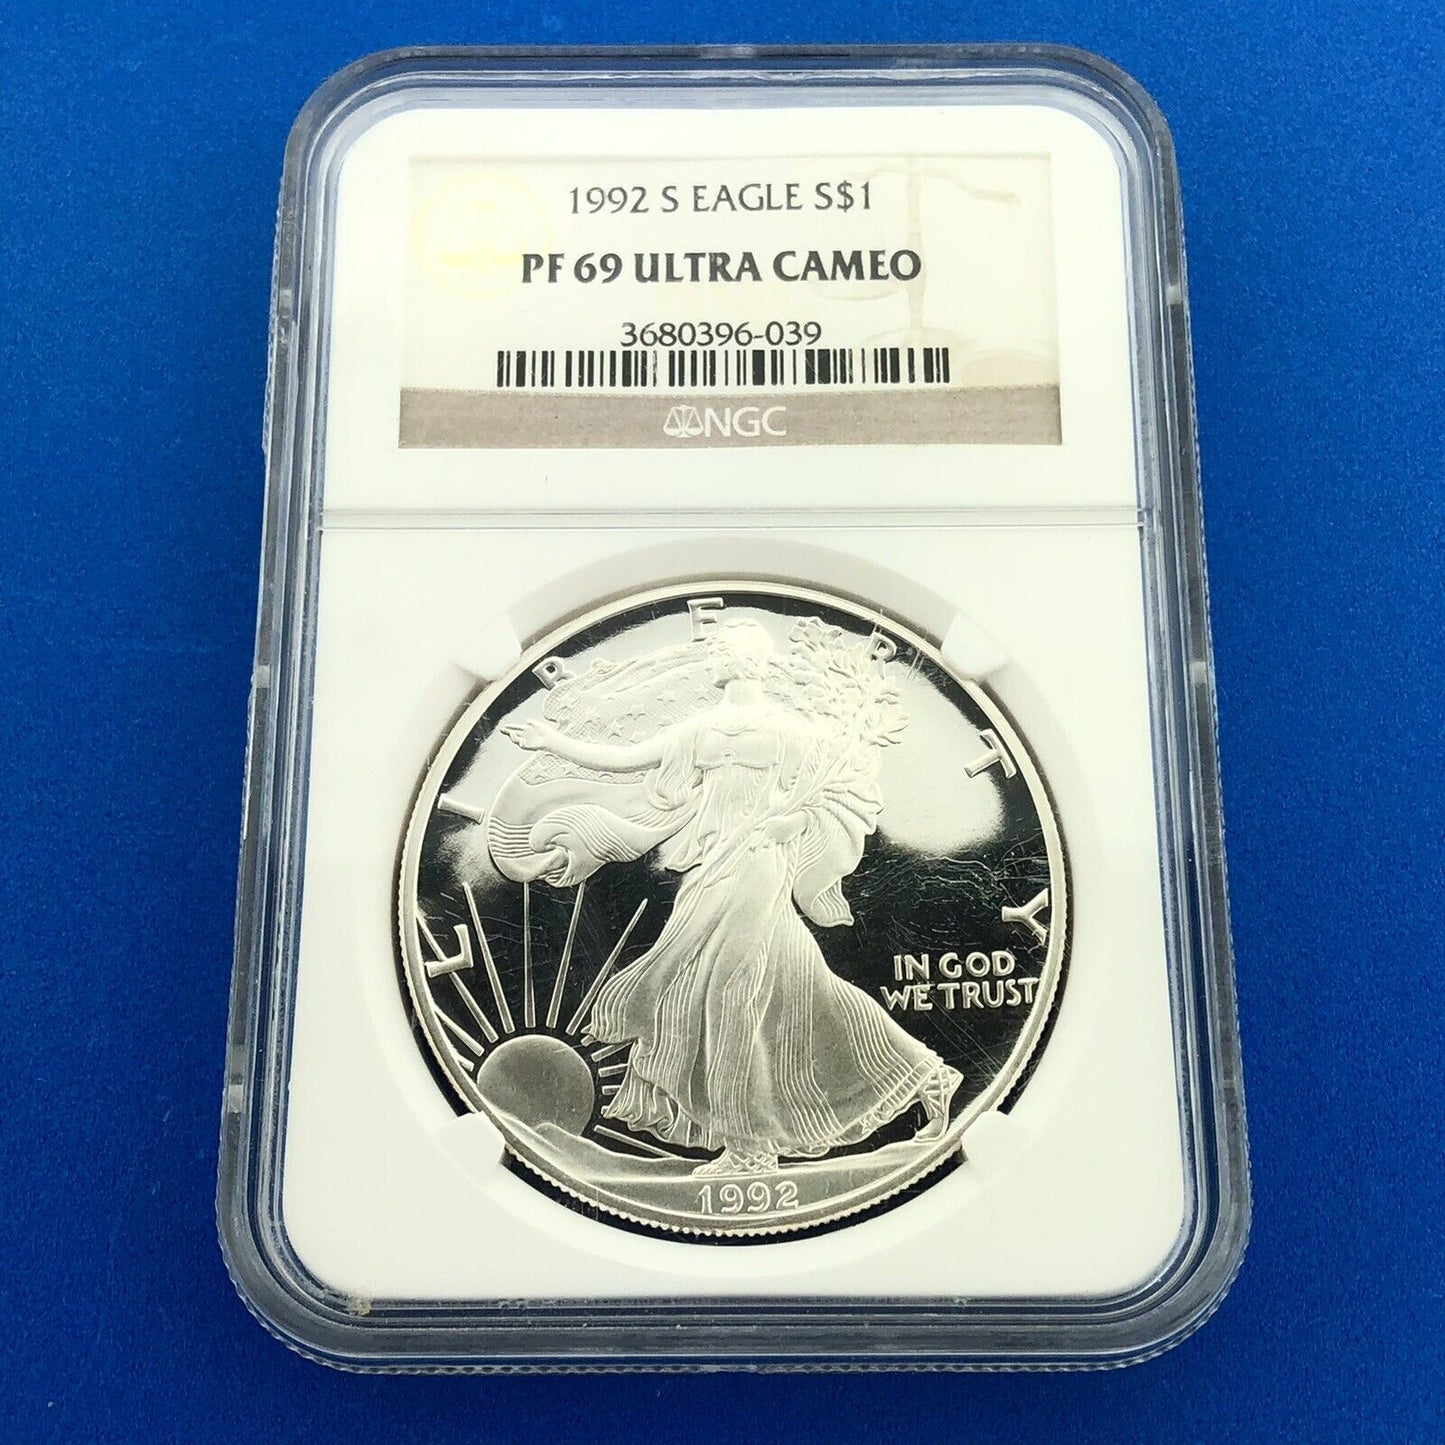 1992 S EAGLE S$1
PF 69 ULTRA CAMEO
3680396-039
NGC
LIBERTY
IN GOD
WE TRUST
1992